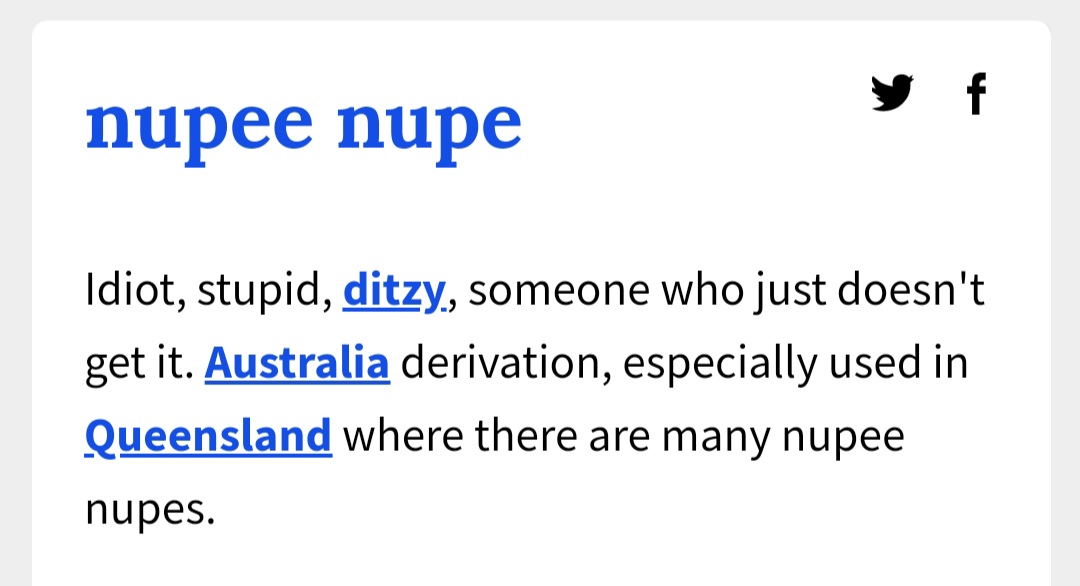 nupee nupe
Idiot, stupid, ditzy, someone who just doesn't
get it. Australia derivation, especially used in
Queensland where there are many nupee
nupes.